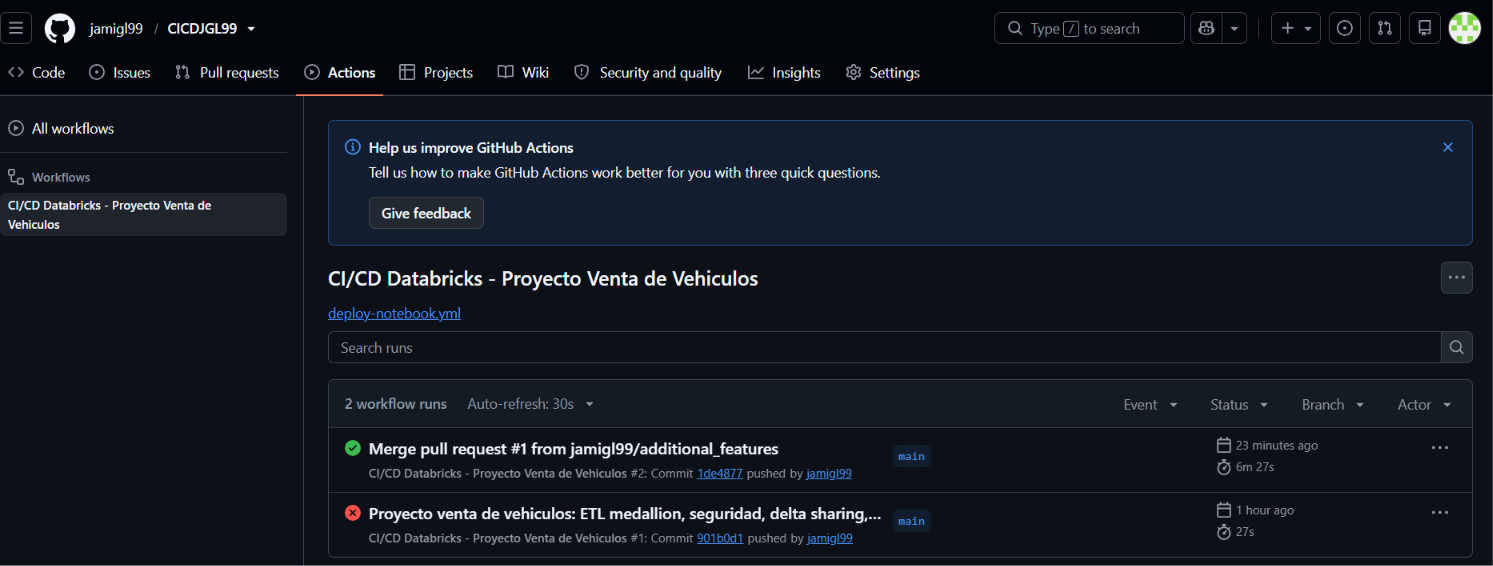 jamigl99 / CICDJGL99
Type / to search
Code Issues Pull requests Actions Projects Wiki Security and quality Insights Settings
All workflows
Workflows
CI/CD Databricks - Proyecto Venta de
Vehiculos
Help us improve GitHub Actions
Tell us how to make GitHub Actions work better for you with three quick questions.
Give feedback
CI/CD Databricks - Proyecto Venta de Vehiculos
deploy-notebook.yml
Search runs
2 workflow runs Auto-refresh: 30s Event Status Branch Actor
Merge pull request #1 from jamigl99/additional_features main 23 minutes ago
CI/CD Databricks - Proyecto Venta de Vehiculos #2: Commit 1de4877 pushed by jamigl99 6m 27s
Proyecto venta de vehiculos: ETL medallion, seguridad, delta sharing,... main 1 hour ago
CI/CD Databricks - Proyecto Venta de Vehiculos #1: Commit 901b0d1 pushed by jamigl99 27s